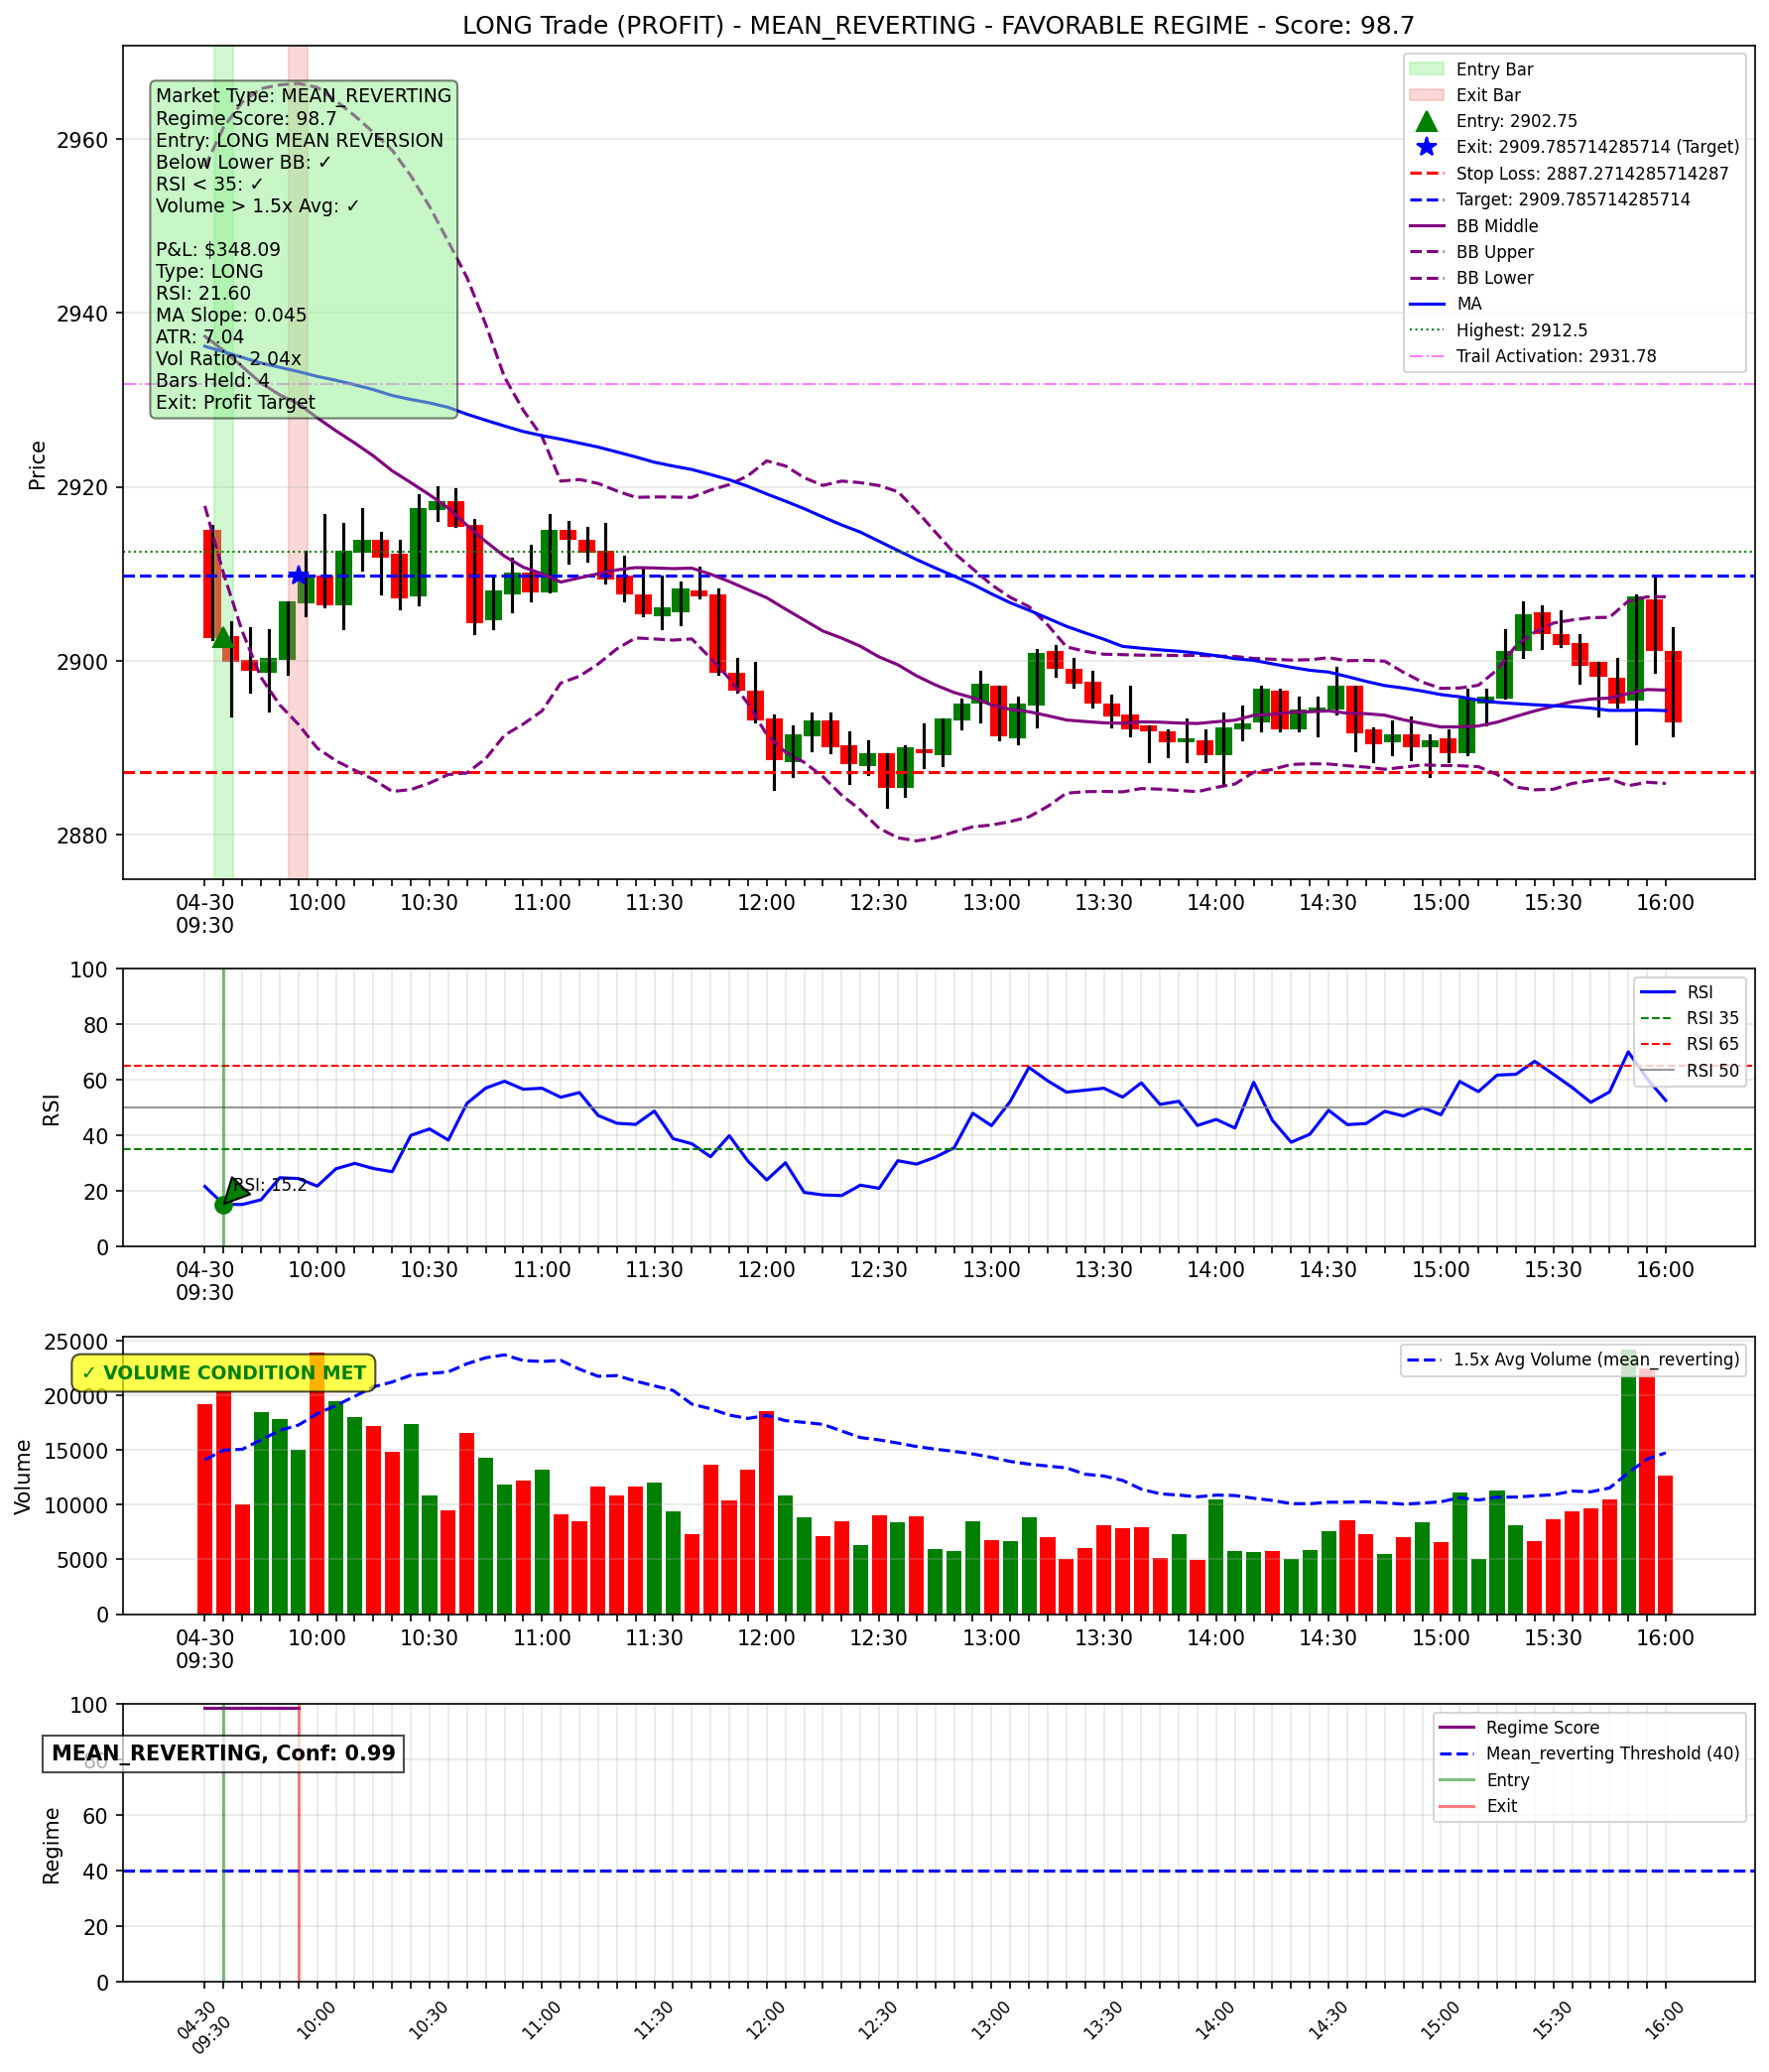 LONG Trade (PROFIT) - MEAN_REVERTING - FAVORABLE REGIME - Score: 98.7
Market Type: MEAN_REVERTING
Regime Score: 98.7
Entry: LONG MEAN REVERSION
Below Lower BB: ✓
RSI < 35: ✓
Volume > 1.5x Avg: ✓
P&L: $348.09
Type: LONG
RSI: 21.60
MA Slope: 0.045
ATR: 7.04
Vol Ratio: 2.04x
Bars Held: 4
Exit: Profit Target
Entry Bar
Exit Bar
Entry: 2902.75
Exit: 2909.785714285714 (Target)
Stop Loss: 2887.2714285714287
Target: 2909.785714285714
BB Middle
BB Upper
BB Lower
MA
Highest: 2912.5
Trail Activation: 2931.78
Price
2960
2940
2920
2900
2880
04-30
09:30 10:00 10:30 11:00 11:30 12:00 12:30 13:00 13:30 14:00 14:30 15:00 15:30 16:00
RSI
100
80
60
40
20
0
RSI: 15.2
RSI
RSI 35
RSI 65
RSI 50
04-30
09:30 10:00 10:30 11:00 11:30 12:00 12:30 13:00 13:30 14:00 14:30 15:00 15:30 16:00
Volume
25000
20000
15000
10000
5000
0
✓ VOLUME CONDITION MET
1.5x Avg Volume (mean_reverting)
04-30
09:30 10:00 10:30 11:00 11:30 12:00 12:30 13:00 13:30 14:00 14:30 15:00 15:30 16:00
Regime
100
80
60
40
20
0
MEAN_REVERTING, Conf: 0.99
Regime Score
Mean_reverting Threshold (40)
Entry
Exit
04-30
09:30 10:00 10:30 11:00 11:30 12:00 12:30 13:00 13:30 14:00 14:30 15:00 15:30 16:00